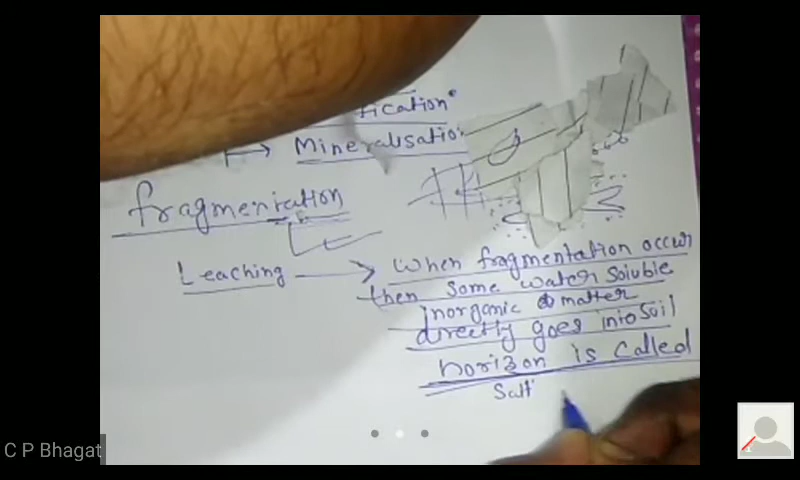 fication
Mineralisation
fragmentation
Leaching
When fragmentation occur
then some water soluble
inorganic matter
directly goes into soil
horizon is called
Salt
C P Bhagat